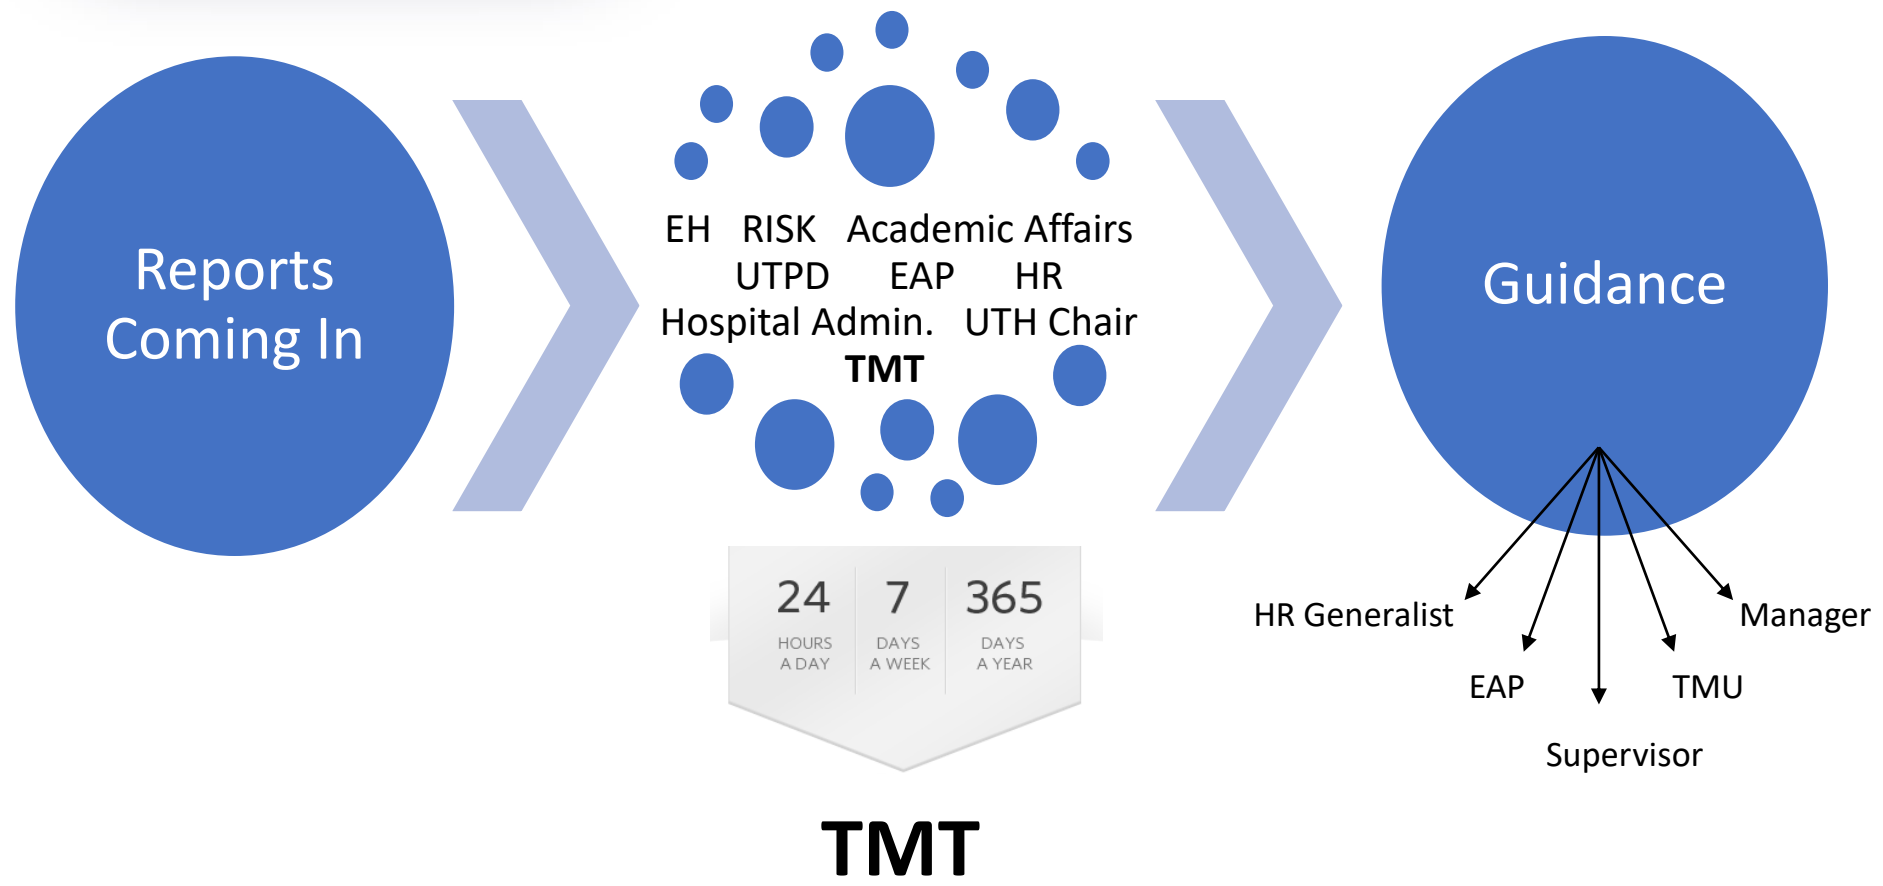 Reports
Coming In
EH RISK Academic Affairs
UTPD EAP HR
Hospital Admin. UTH Chair
TMT
24 7 365
HOURS DAYS DAYS
A DAY A WEEK A YEAR
TMT
Guidance
HR Generalist Manager
EAP TMU
Supervisor